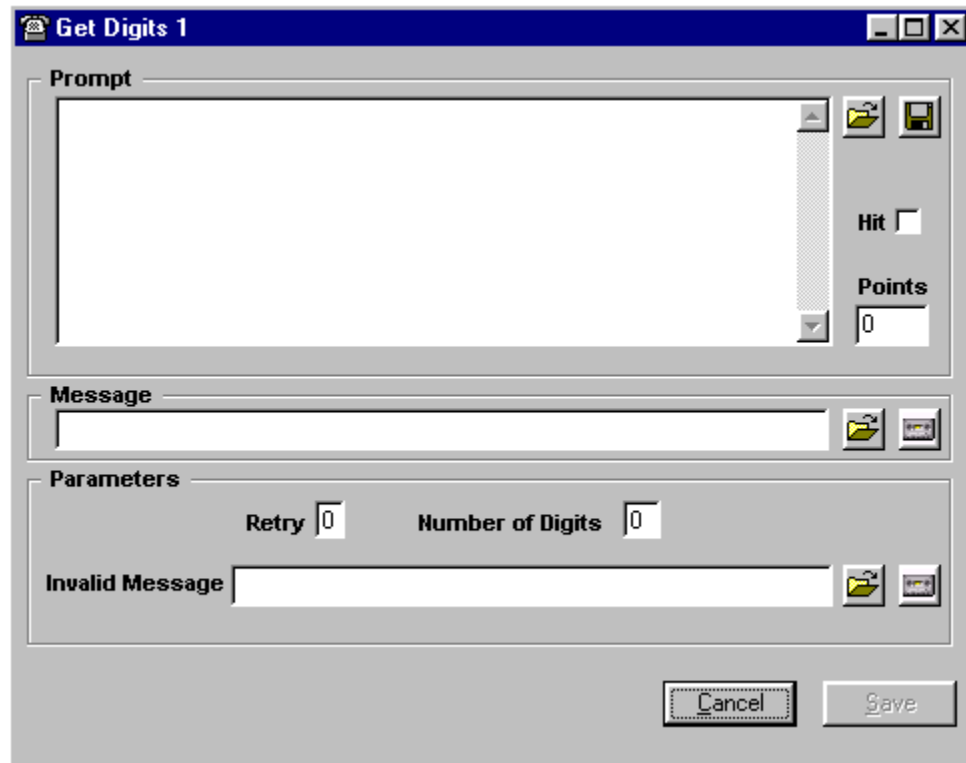 Get Digits 1
Prompt
Hit
Points
0
Message
Parameters
Retry 0 Number of Digits 0
Invalid Message
Cancel Save